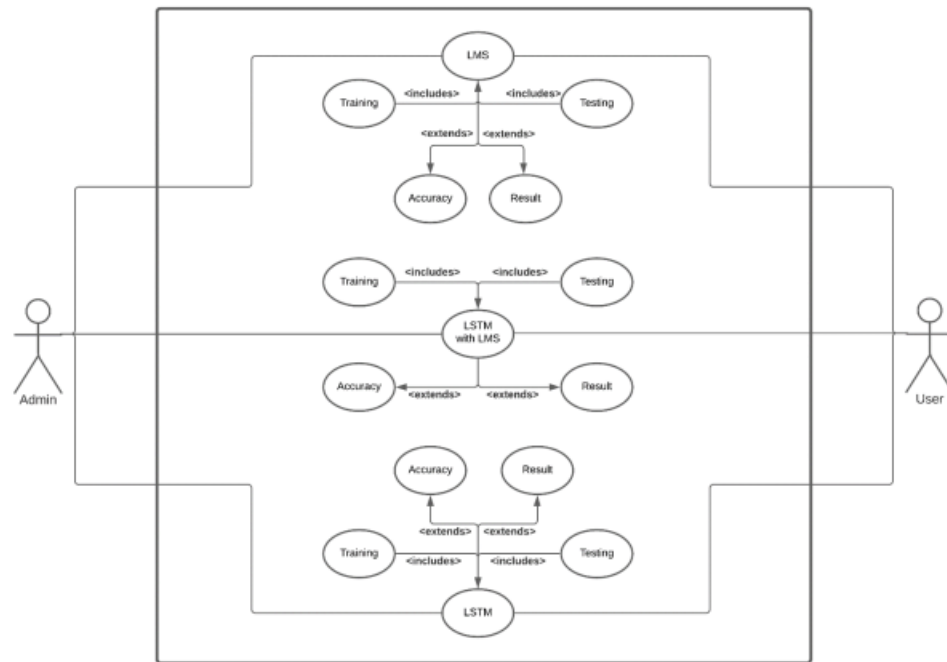 LMS
<includes> <includes>
Training Testing
<extends> <extends>
Accuracy Result
Training <includes> <includes> Testing
LSTM
with LMS
Accuracy Result
<extends> <extends>
Admin User
Accuracy Result
<extends> <extends>
Training Testing
<includes> <includes>
LSTM